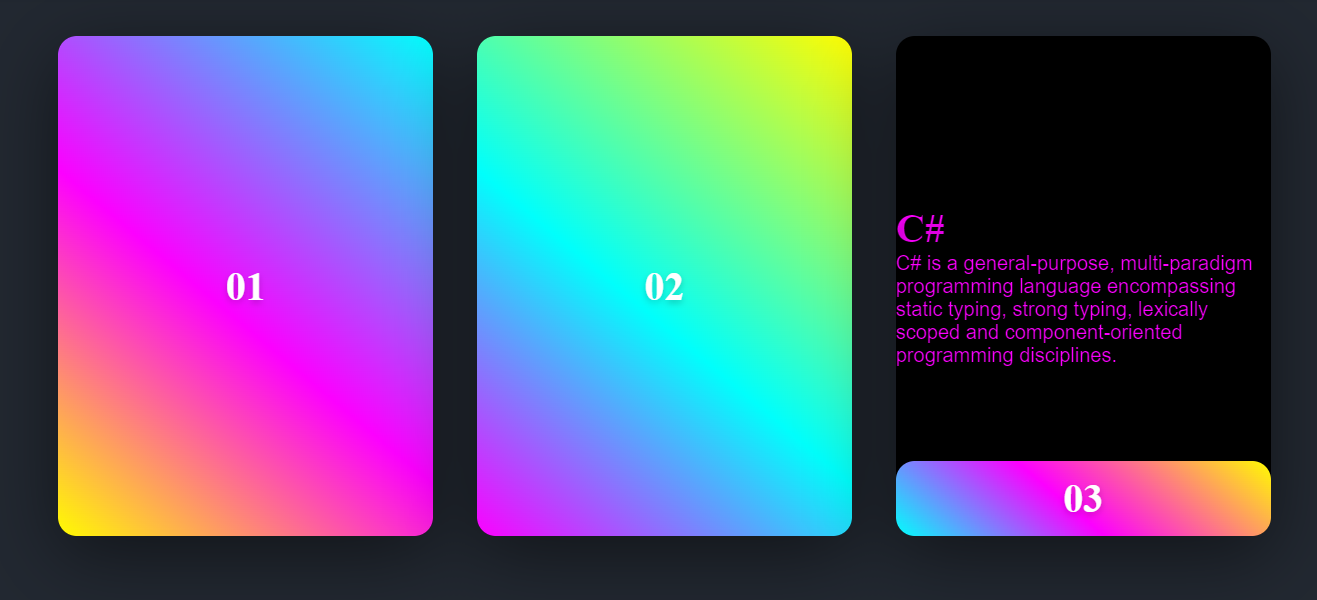 01
02
C#
C# is a general-purpose, multi-paradigm
programming language encompassing
static typing, strong typing, lexically
scoped and component-oriented
programming disciplines.
03